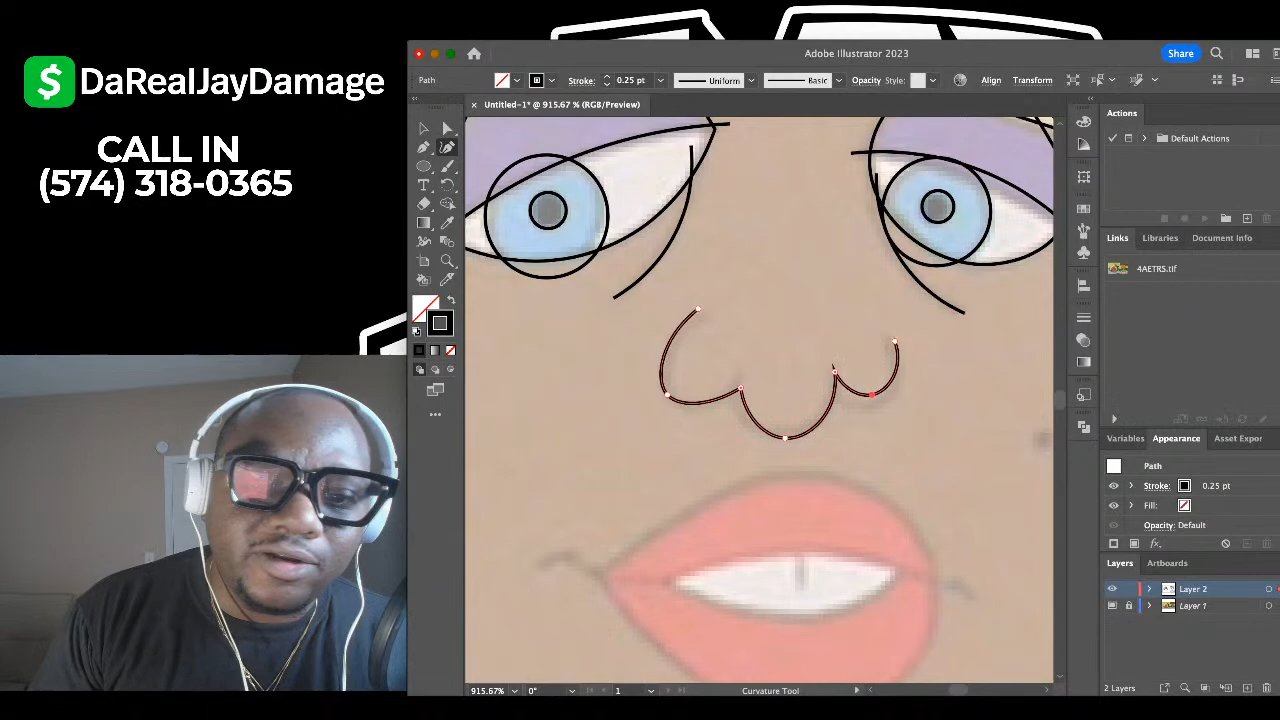 $ DaRealJayDamage
CALL IN
(574) 318-0365
Adobe Illustrator 2023
Share
Path
Stroke:
0.25 pt
Uniform
Basic
Opacity
Style:
Align
Transform
× Untitled-1* @ 915.67 % (RGB/Preview)
Actions
Default Actions
Links
Libraries
Document Info
4AETRS.tif
Variables
Appearance
Asset Expor
Path
Stroke:
0.25 pt
Fill:
Opacity: Default
fx
Layers
Artboards
Layer 2
Layer 1
915.67%
0°
1
Curvature Tool
2 Layers